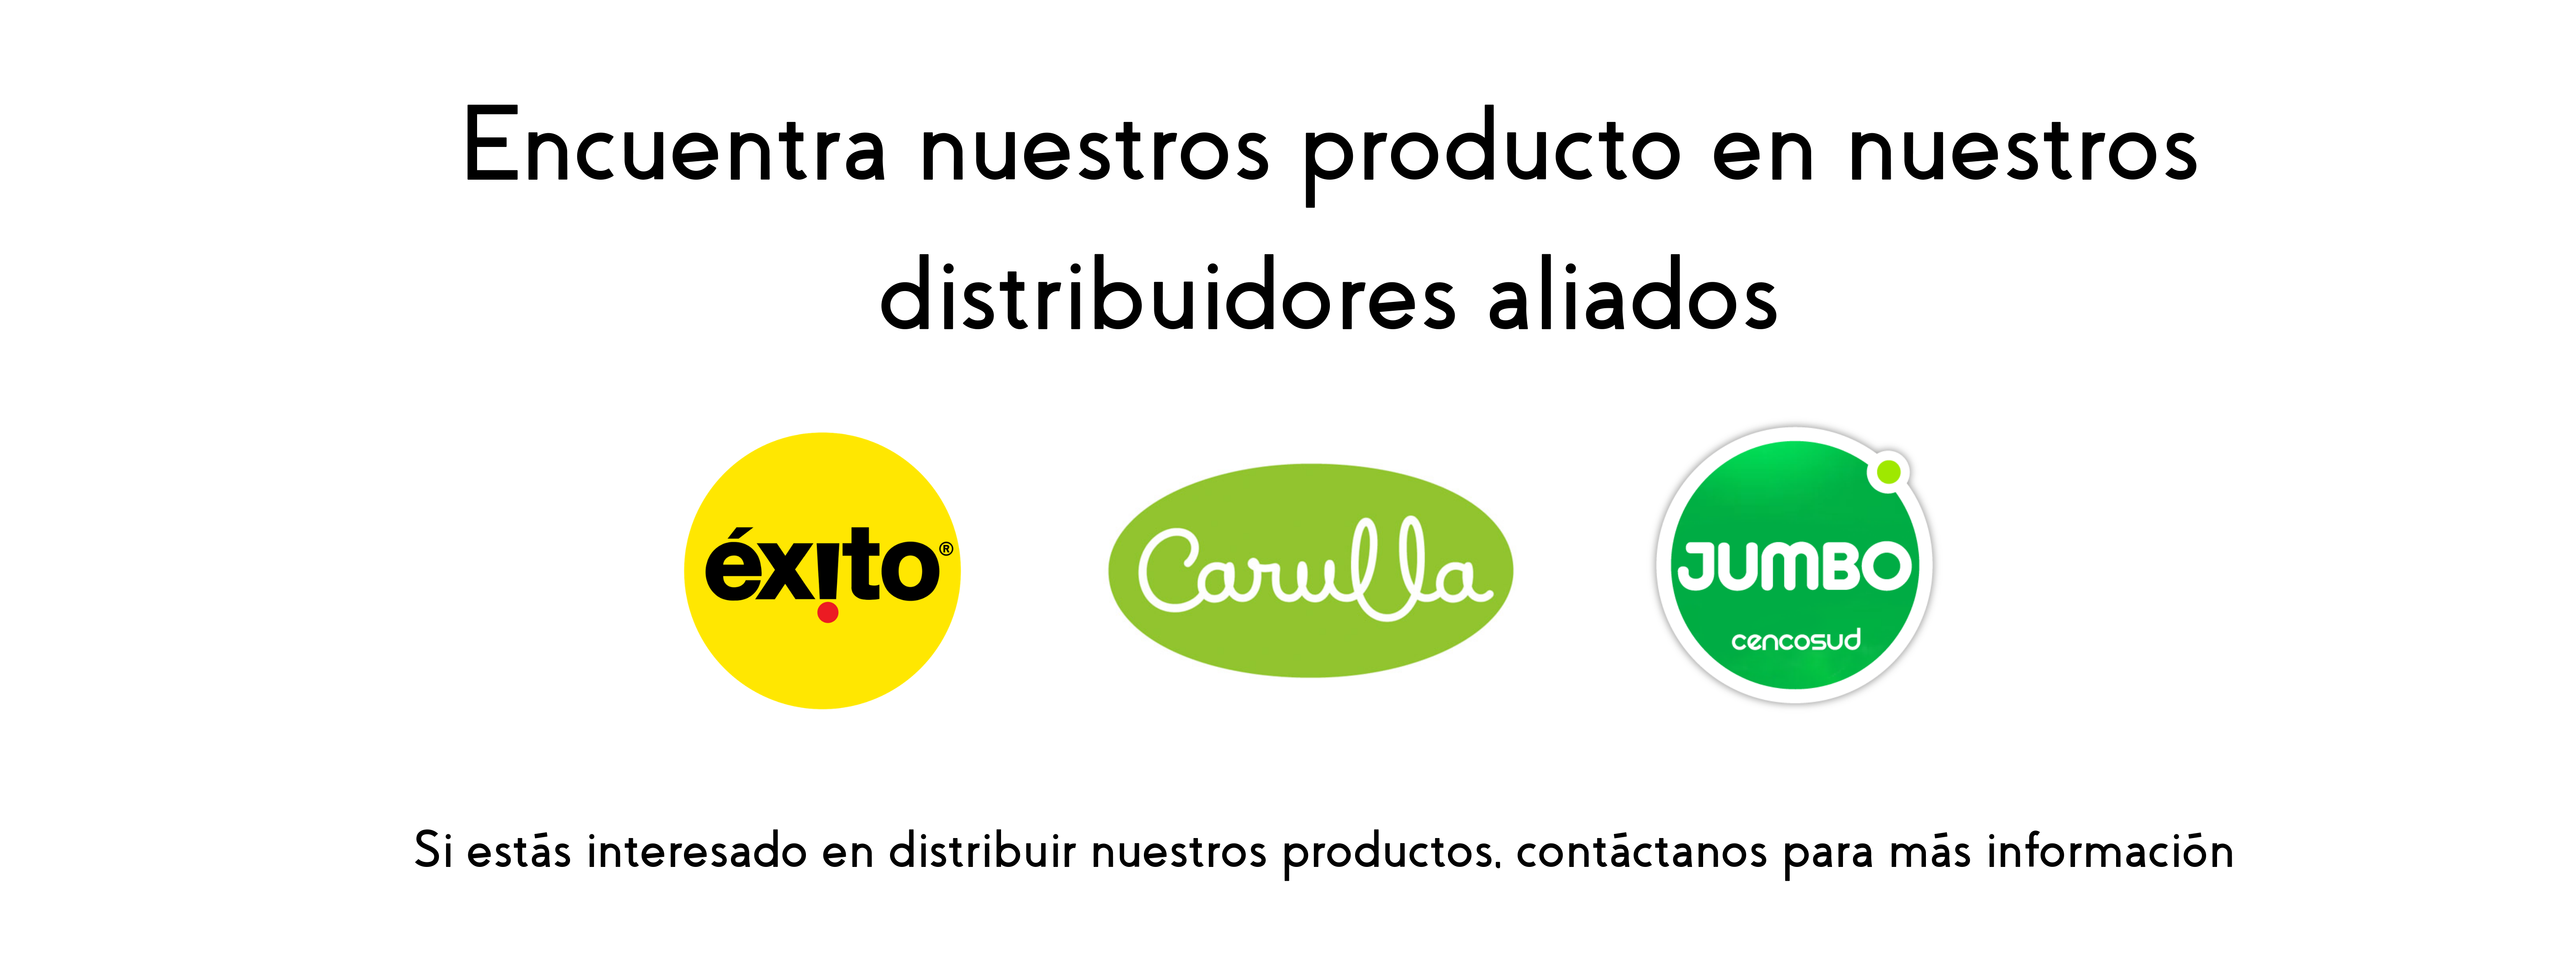 Encuentra nuestros producto en nuestros
distribuidores aliados
éxito®
Carulla
JUMBO
cencosud
Si estás interesado en distribuir nuestros productos, contáctanos para más información